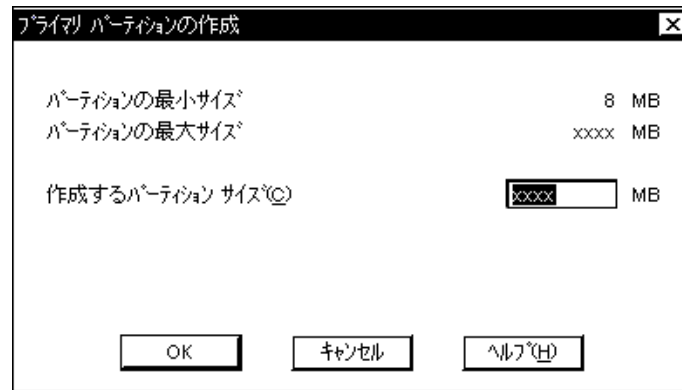 プライマリ パーティションの作成
パーティションの最小サイズ 8 MB
パーティションの最大サイズ xxxx MB
作成するパーティション サイズ(C) xxxx MB
OK キャンセル ヘルプ(H)